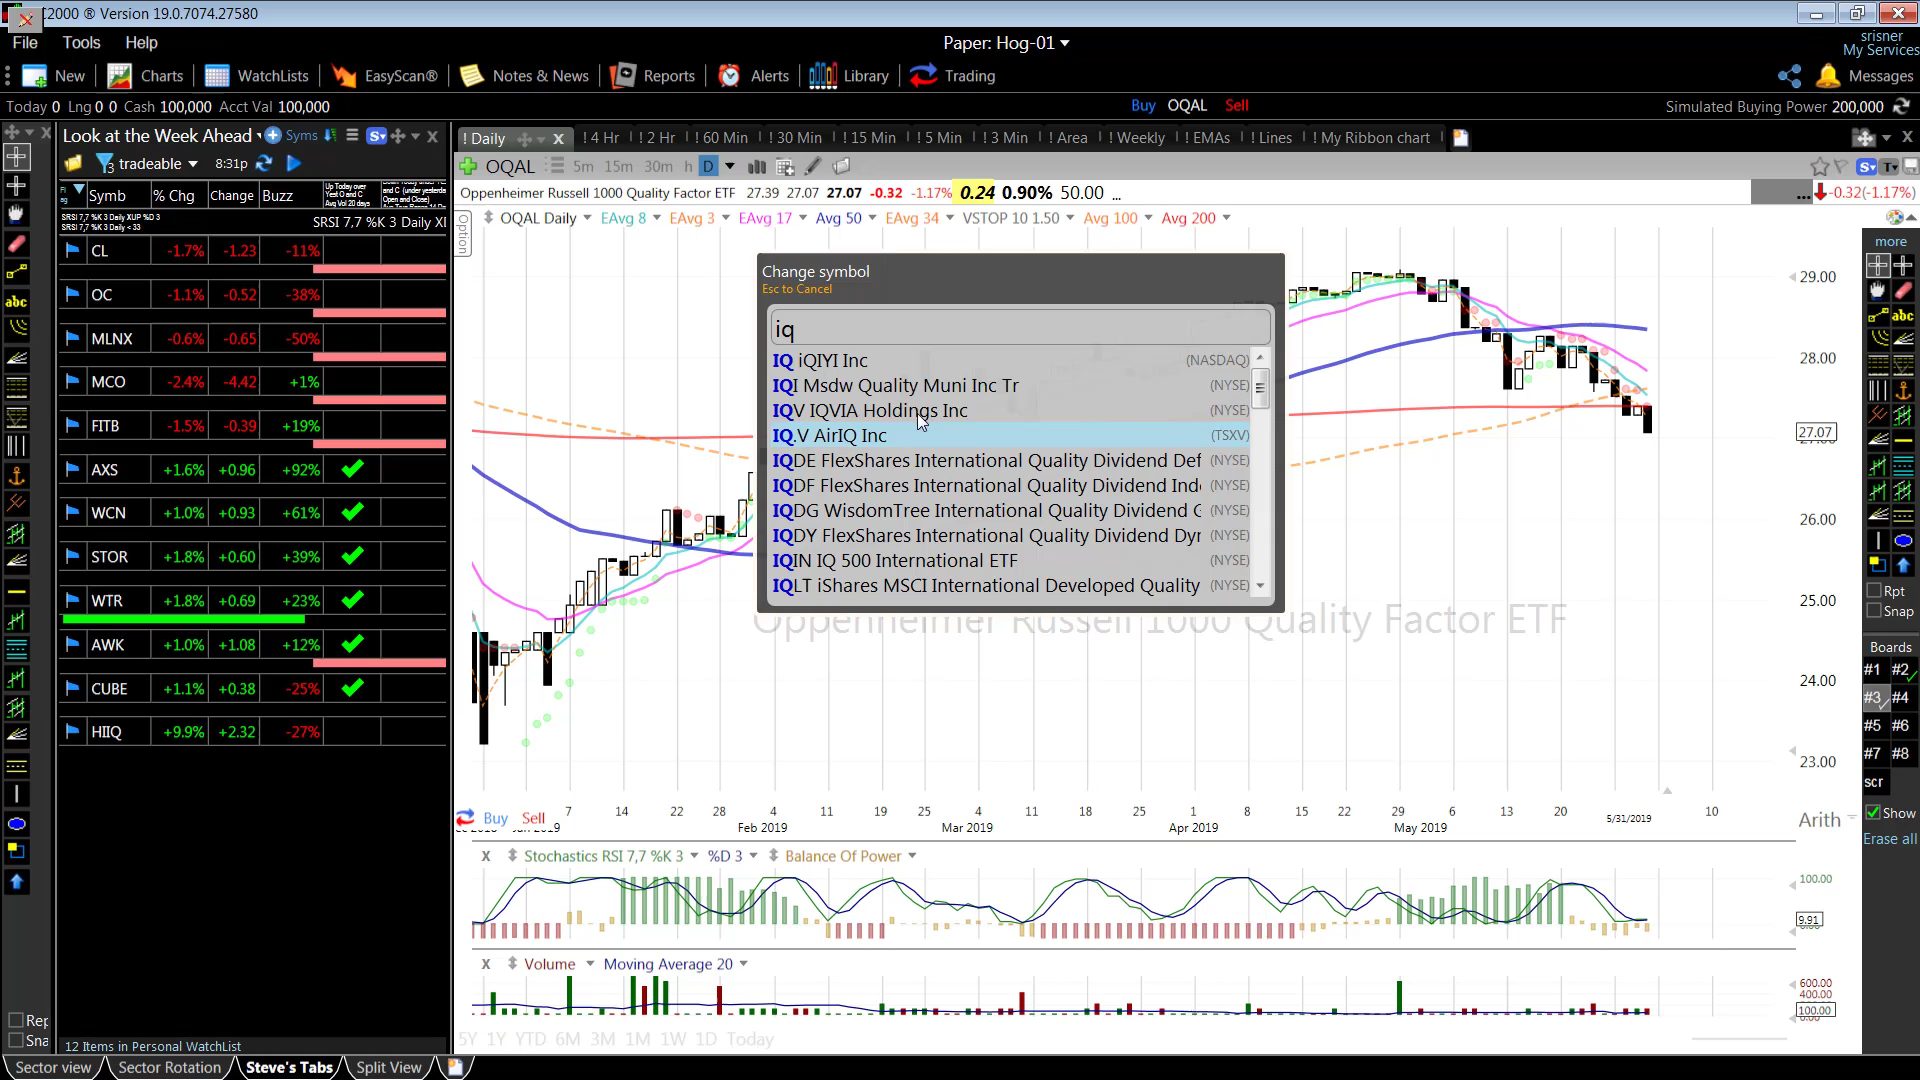 C2000 ® Version 19.0.7074.27580
File Tools Help
Paper: Hog-01
srisner
My Services
New Charts WatchLists EasyScan® Notes & News Reports Alerts Library Trading
Messages
Today 0 Lng 0 0 Cash 100,000 Acct Val 100,000
Buy OQAL Sell
Simulated Buying Power 200,000
Look at the Week Ahead Syms
! Daily ! 4 Hr ! 2 Hr ! 60 Min ! 30 Min ! 15 Min ! 5 Min ! 3 Min ! Area ! Weekly ! EMAs ! Lines ! My Ribbon chart
tradeable 8:31p
OQAL 5m 15m 30m h D
Symb % Chg Change Buzz
Oppenheimer Russell 1000 Quality Factor ETF 27.39 27.07 27.07 -0.32 -1.17% 0.24 0.90% 50.00 ...
... -0.32(-1.17%)
SRSI 7,7 %K 3 Daily XUP %D 3
SRSI 7,7 %K 3 Daily < 33
SRSI 7,7 %K 3 Daily XI
Option
OQAL Daily EAvg 8 EAvg 3 EAvg 17 Avg 50 EAvg 34 VSTOP 10 1.50 Avg 100 Avg 200
CL -1.7% -1.23 -11%
OC -1.1% -0.52 -38%
MLNX -0.6% -0.65 -50%
MCO -2.4% -4.42 +1%
FITB -1.5% -0.39 +19%
AXS +1.6% +0.96 +92%
WCN +1.0% +0.93 +61%
STOR +1.8% +0.60 +39%
WTR +1.8% +0.69 +23%
AWK +1.0% +1.08 +12%
CUBE +1.1% +0.38 -25%
HIIQ +9.9% +2.32 -27%
abc
Change symbol
Esc to Cancel
iq
IQ iQIYI Inc (NASDAQ)
IQI Msdw Quality Muni Inc Tr (NYSE)
IQV IQVIA Holdings Inc (NYSE)
IQ.V AirIQ Inc (TSXV)
IQDE FlexShares International Quality Dividend Def (NYSE)
IQDF FlexShares International Quality Dividend Inde (NYSE)
IQDG WisdomTree International Quality Dividend G (NYSE)
IQDY FlexShares International Quality Dividend Dyn (NYSE)
IQIN IQ 500 International ETF (NYSE)
IQLT iShares MSCI International Developed Quality (NYSE)
Oppenheimer Russell 1000 Quality Factor ETF
29.00
28.00
27.07
26.00
25.00
24.00
23.00
more
abc
Rpt
Snap
Boards
#1 #2
#3 #4
#5 #6
#7 #8
scr
Show
Erase all
7 14 22 28 4 11 19 25 4 11 18 25 1 8 15 22 29 6 13 20 5/31/2019 10
Feb 2019 Mar 2019 Apr 2019 May 2019
Buy Sell
Arith
X Stochastics RSI 7,7 %K 3 %D 3 Balance Of Power
100.00
9.91
X Volume Moving Average 20
600.00
400.00
100.00
5Y 1Y YTD 6M 3M 1M 1W 1D Today
Rep
Sna
12 Items in Personal WatchList
Sector view Sector Rotation Steve's Tabs Split View